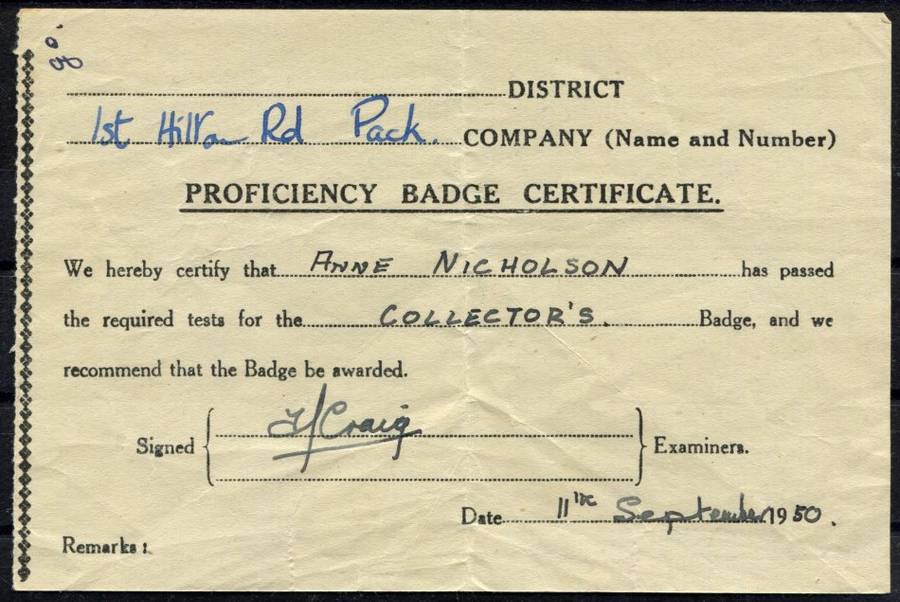 DISTRICT
1st Hilton Rd Pack. COMPANY (Name and Number)
PROFICIENCY BADGE CERTIFICATE.
We hereby certify that ANNE NICHOLSON has passed
the required tests for the COLLECTOR'S. Badge, and we
recommend that the Badge be awarded.
Signed Craig Examiners.
Date 11th September 1950.
Remarks :